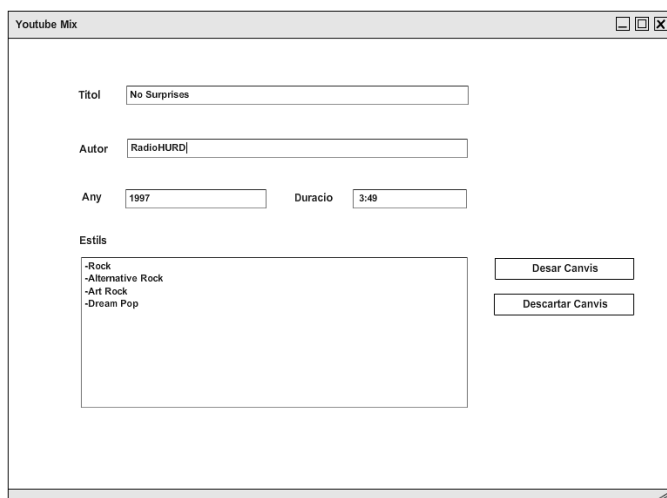 Youtube Mix
Titol No Surprises
Autor RadioHURD
Any 1997 Duracio 3:49
Estils
-Rock
-Alternative Rock
-Art Rock
-Dream Pop
Desar Canvis
Descartar Canvis